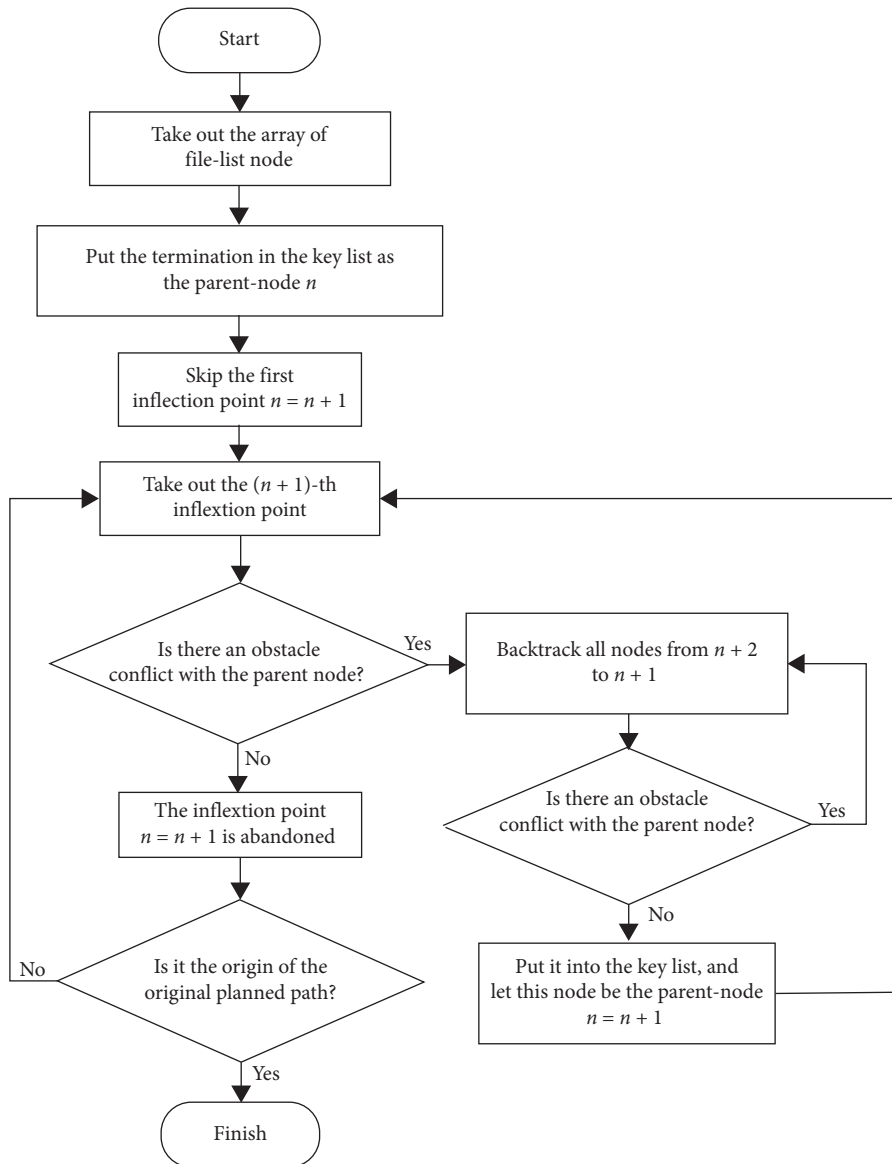 Start
Take out the array of
file-list node
Put the termination in the key list as
the parent-node n
Skip the first
inflection point n = n + 1
Take out the (n + 1)-th
inflextion point
Is there an obstacle
conflict with the parent node?
Yes
Backtrack all nodes from n + 2
to n + 1
No
The inflextion point
n = n + 1 is abandoned
Is there an obstacle
conflict with the parent node?
Yes
No
Is it the origin of the
original planned path?
No
Put it into the key list, and
let this node be the parent-node
n = n + 1
Yes
Finish